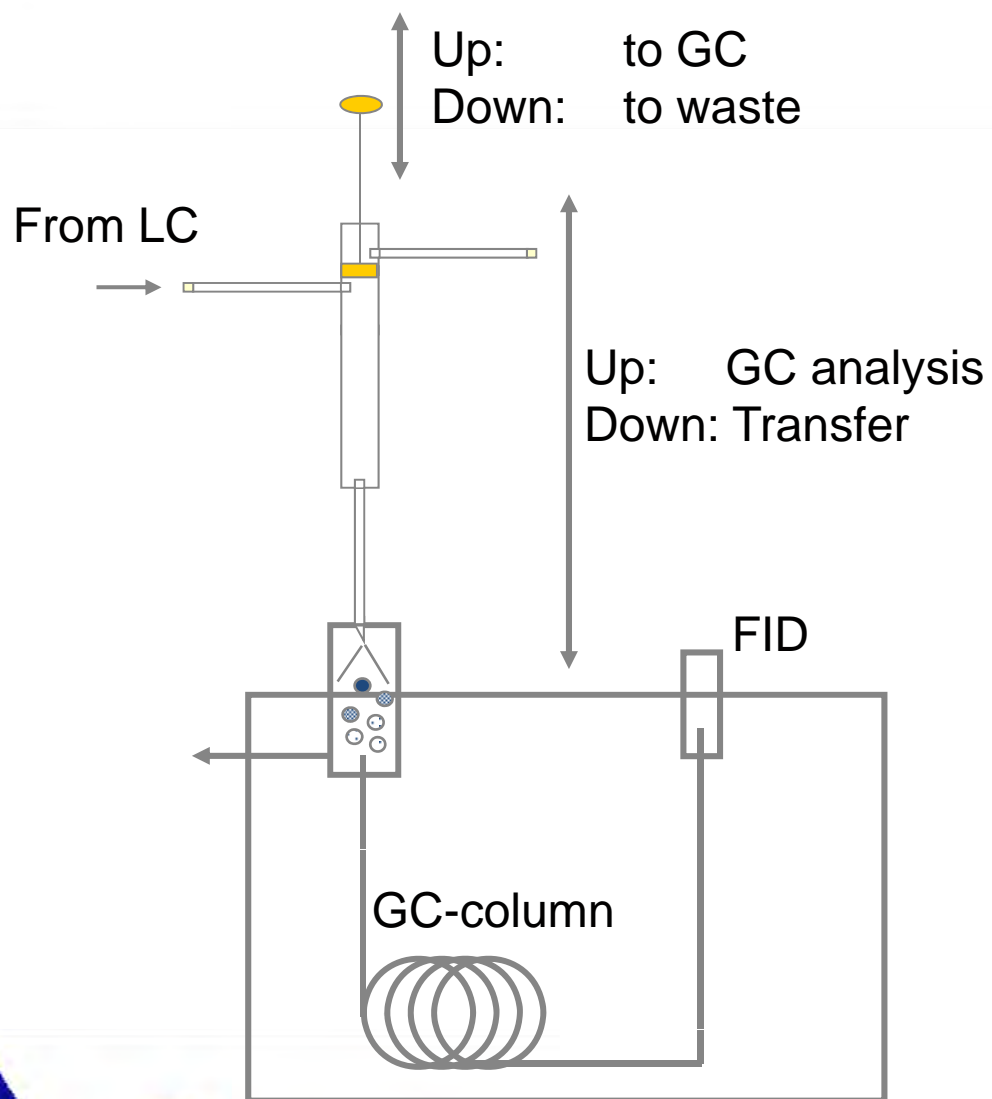 Up: to GC
Down: to waste
From LC
Up: GC analysis
Down: Transfer
FID
GC-column